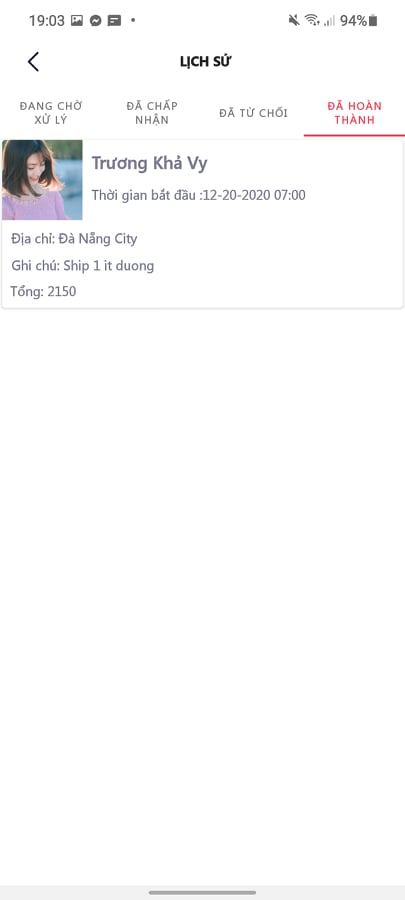 19:03
94%
LỊCH SỬ
ĐANG CHỜ
XỬ LÝ
ĐÃ CHẤP
NHẬN
ĐÃ TỪ CHỐI
ĐÃ HOÀN
THÀNH
Trương Khả Vy
Thời gian bắt đầu :12-20-2020 07:00
Địa chỉ: Đà Nẵng City
Ghi chú: Ship 1 it duong
Tổng: 2150